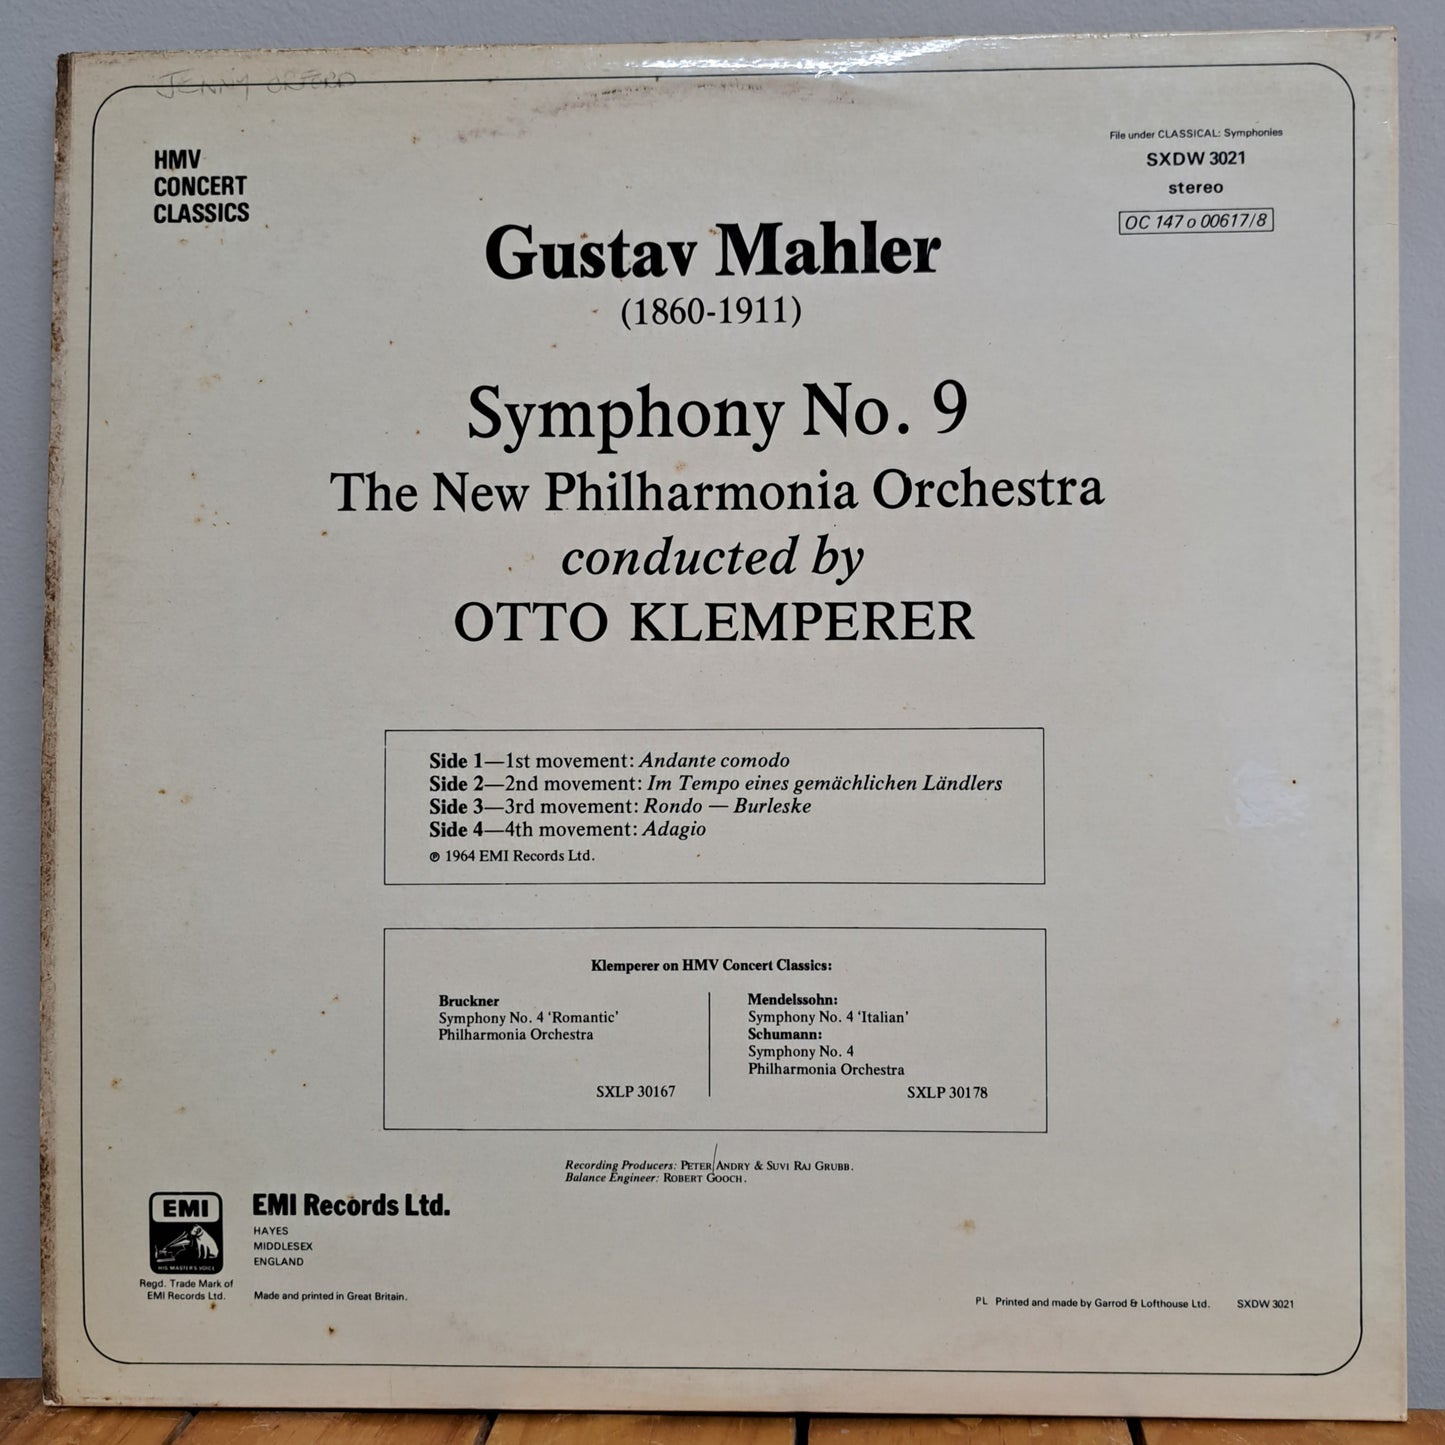 JENNY
HMV
CONCERT
CLASSICS
File under CLASSICAL: Symphonies
SXDW 3021
stereo
OC 147 o 00617/8
Gustav Mahler
(1860-1911)
Symphony No. 9
The New Philharmonia Orchestra
conducted by
OTTO KLEMPERER
Side 1—1st movement: Andante comodo
Side 2—2nd movement: Im Tempo eines gemächlichen Ländlers
Side 3—3rd movement: Rondo — Burleske
Side 4—4th movement: Adagio
℗ 1964 EMI Records Ltd.
Klemperer on HMV Concert Classics:
Bruckner
Symphony No. 4 ‘Romantic’
Philharmonia Orchestra
SXLP 30167
Mendelssohn:
Symphony No. 4 ‘Italian’
Schumann:
Symphony No. 4
Philharmonia Orchestra
SXLP 30178
Recording Producers: PETER ANDRY & SUVI RAJ GRUBB.
Balance Engineer: ROBERT GOOCH.
EMI
HIS MASTER'S VOICE
Regd. Trade Mark of
EMI Records Ltd.
EMI Records Ltd.
HAYES
MIDDLESEX
ENGLAND
Made and printed in Great Britain.
PL Printed and made by Garrod & Lofthouse Ltd. SXDW 3021